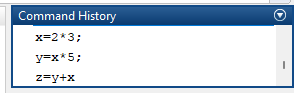 Command History
x=2*3;
y=x*5;
z=y+x